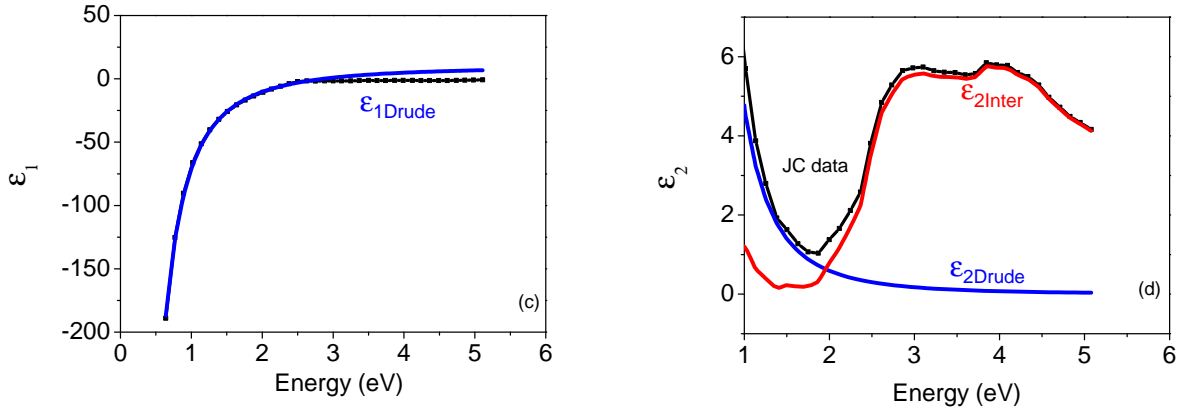 50
0
-50
-100
-150
-200
0 1 2 3 4 5 6
ε1
Energy (eV)
ε1Drude
(c)
6
4
2
0
1 2 3 4 5 6
ε2
Energy (eV)
JC data
ε2Inter
ε2Drude
(d)